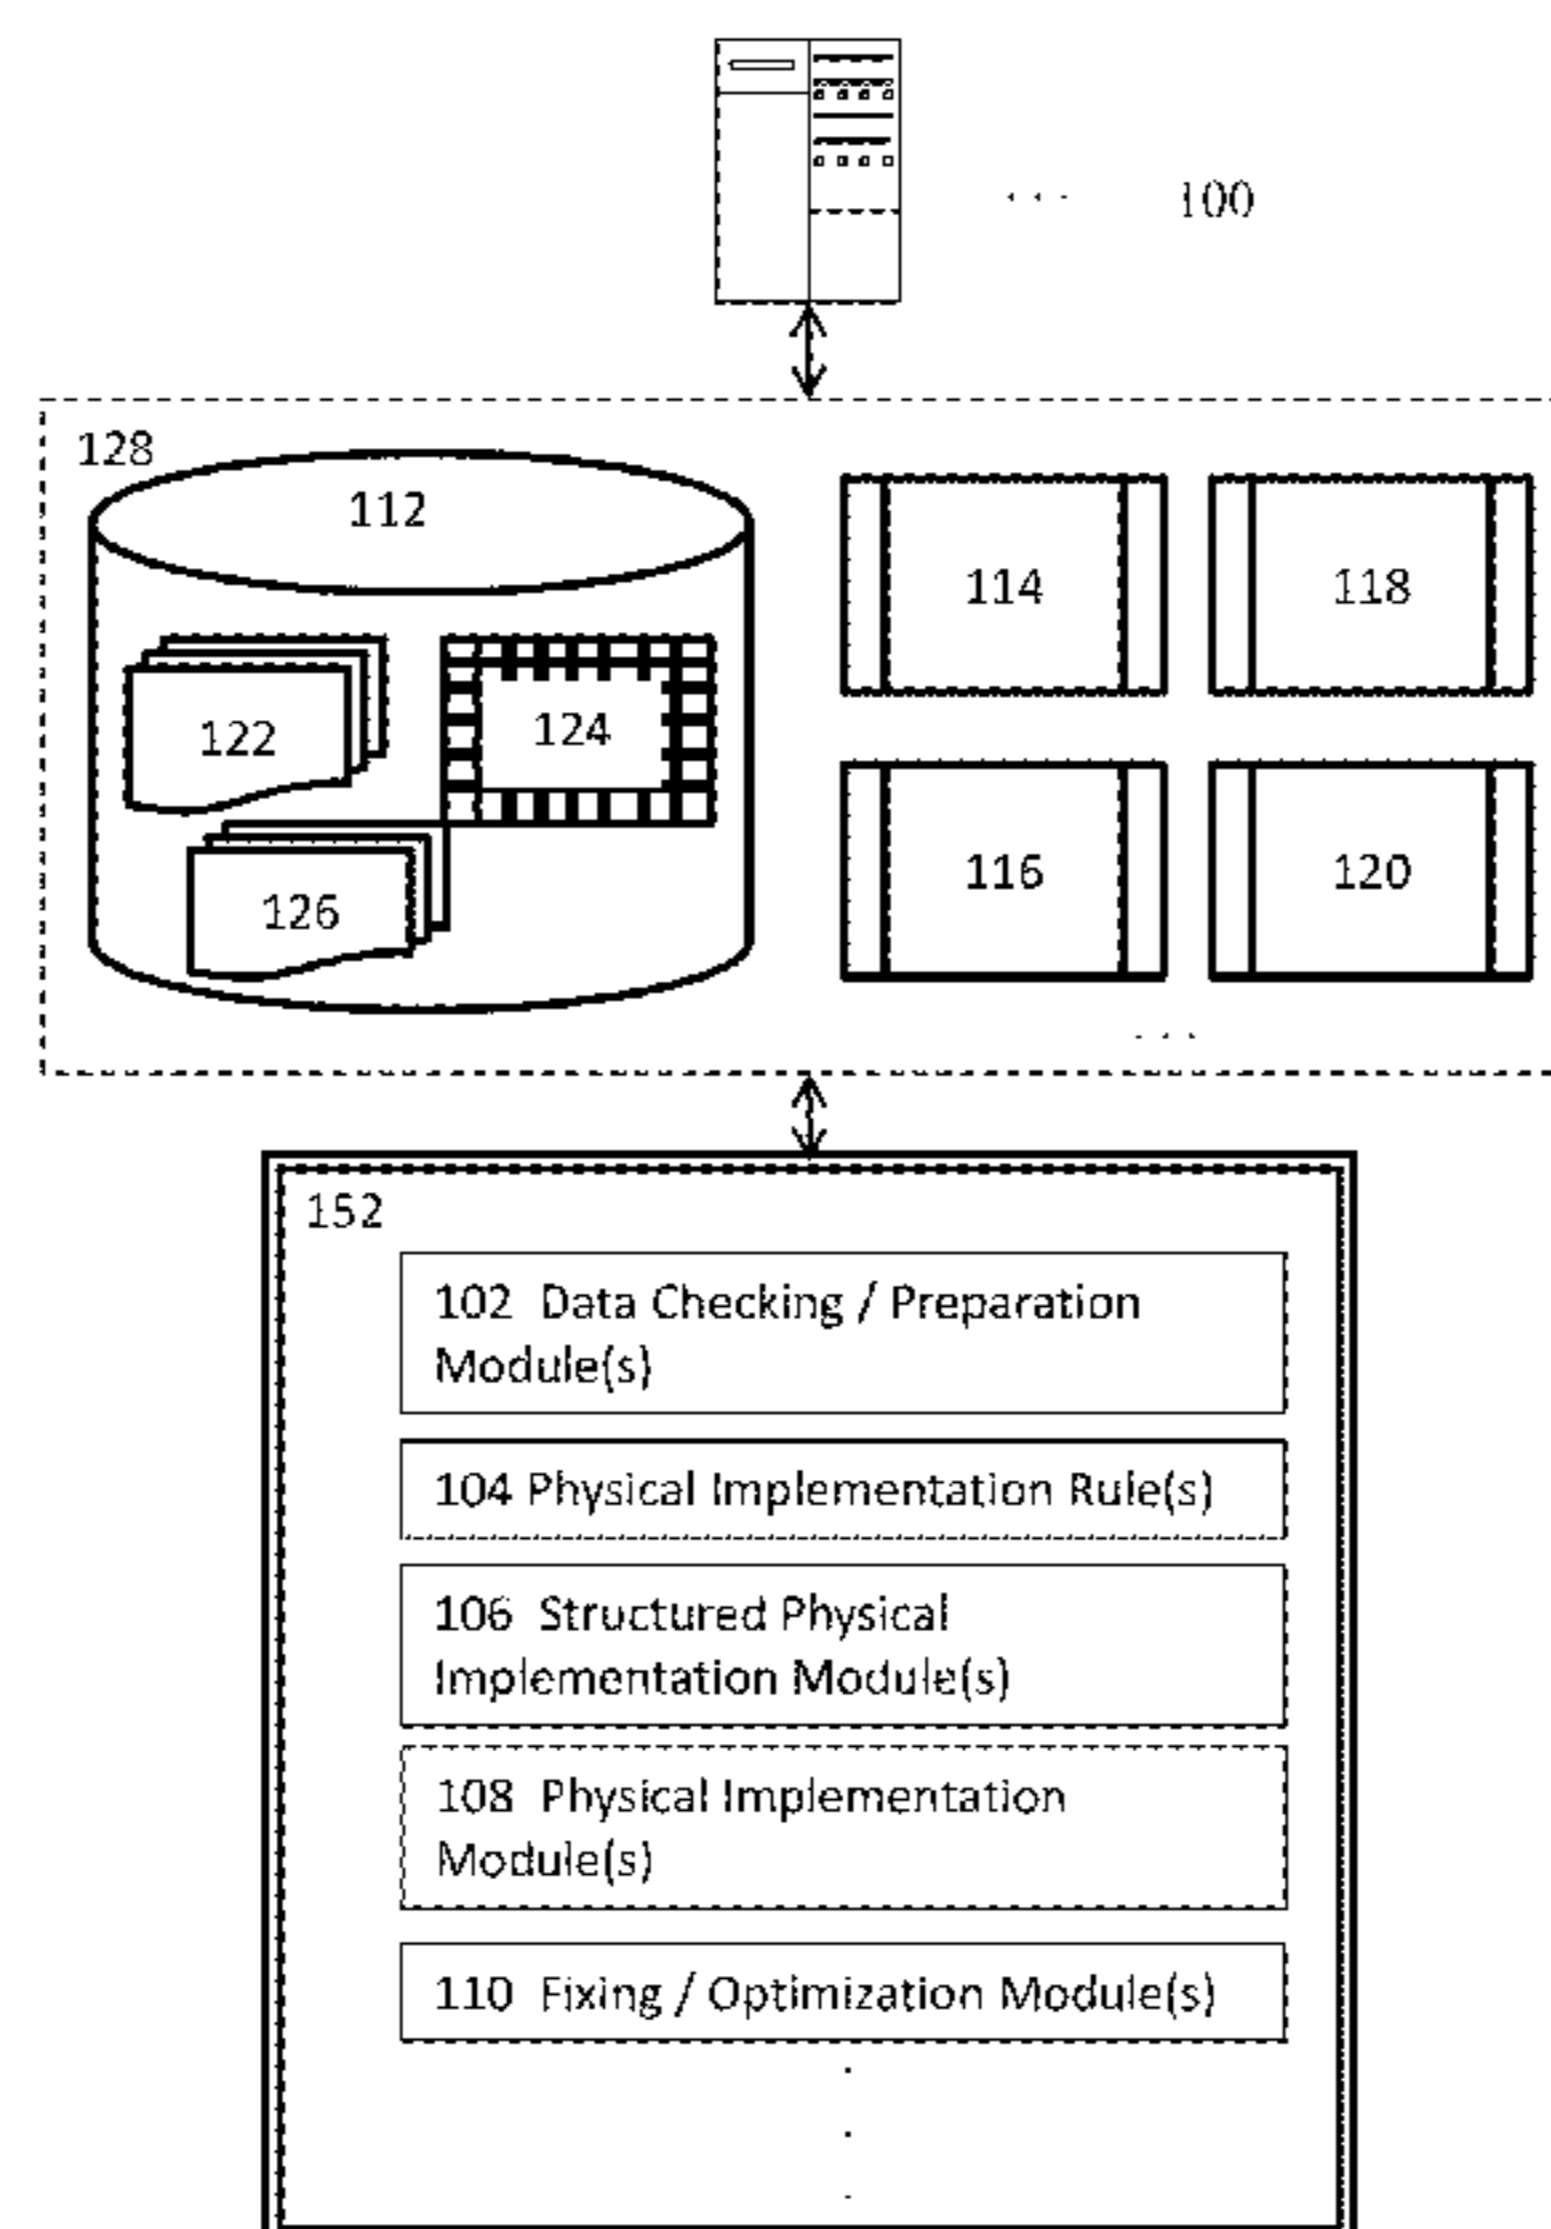 ... 100
128
112
114
118
122
124
116
120
126
...
152
102 Data Checking / Preparation
Module(s)
104 Physical Implementation Rule(s)
106 Structured Physical
Implementation Module(s)
108 Physical Implementation
Module(s)
110 Fixing / Optimization Module(s)
.
.
.